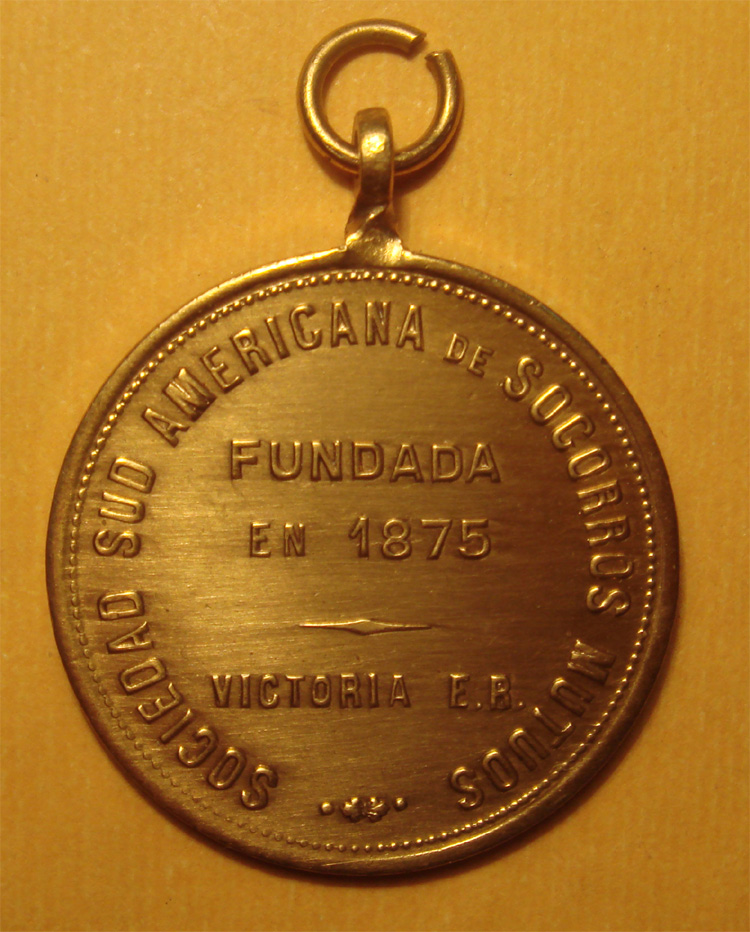 SOCIEDAD SUD AMERICANA DE SOCORROS MUTUOS
FUNDADA
EN 1875
VICTORIA E.R.